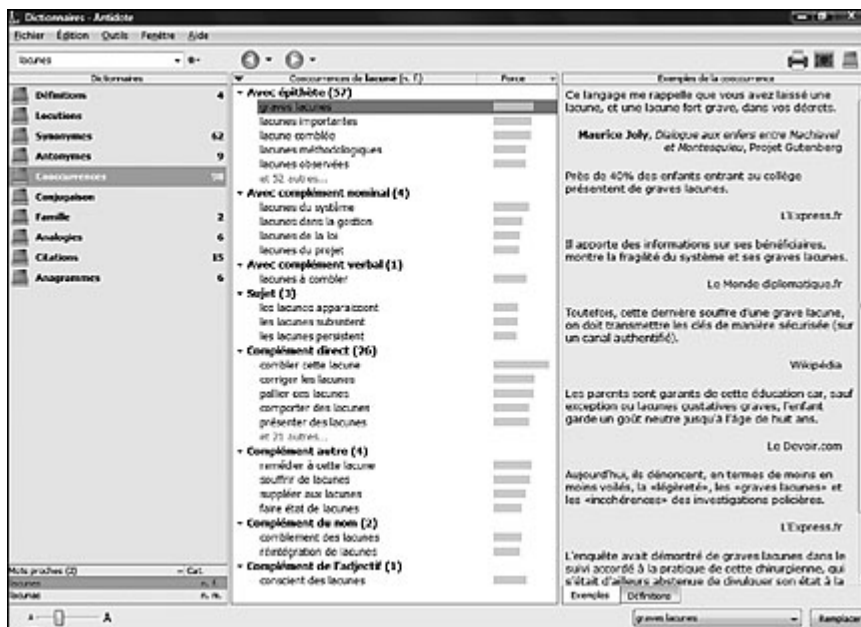 Dictionnaires - Antidote
Fichier Édition Outils Fenêtre Aide
lacunes
Dictionnaires
Définitions 4
Locutions
Synonymes 62
Antonymes 9
Cooccurrences 98
Conjugaison
Famille 2
Analogies 6
Citations 15
Anagrammes 6
Mots proches (2) Cat.
lacunes n. f.
lacunas n. m.
A A
Cooccurrences de lacune (n. f.) Force
Avec épithète (57)
graves lacunes
lacunes importantes
lacune comblée
lacunes méthodologiques
lacunes observées
et 52 autres...
Avec complément nominal (4)
lacunes du système
lacunes dans la gestion
lacunes de la loi
lacunes du projet
Avec complément verbal (1)
lacunes à combler
Sujet (3)
les lacunes apparaissent
les lacunes subsistent
les lacunes persistent
Complément direct (26)
combler cette lacune
corriger les lacunes
pallier ces lacunes
comporter des lacunes
présenter des lacunes
et 21 autres...
Complément autre (4)
remédier à cette lacune
souffrir de lacunes
suppléer aux lacunes
faire état de lacunes
Complément du nom (2)
comblement des lacunes
réintégration de lacunes
Complément de l'adjectif (1)
conscient des lacunes
Exemples de la cooccurrence
Ce langage me rappelle que vous avez laissé une
lacune, et une lacune fort grave, dans vos décrets.
Maurice Joly, Dialogue aux enfers entre Machiavel
et Montesquieu, Projet Gutenberg
Près de 40% des enfants entrant au collège
présentent de graves lacunes.
L'Express.fr
Il apporte des informations sur ses bénéficiaires,
montre la fragilité du système et ses graves lacunes.
Le Monde diplomatique.fr
Toutefois, cette dernière souffre d'une grave lacune,
on doit transmettre les clés de manière sécurisée (sur
un canal authentifié).
Wikipédia
Les parents sont garants de cette éducation car, sauf
exception ou lacunes gustatives graves, l'enfant
garde un goût neutre jusqu'à l'âge de huit ans.
Le Devoir.com
Aujourd'hui, ils dénoncent, en termes de moins en
moins voilés, la «légèreté», les «graves lacunes» et
les «incohérences» des investigations policières.
L'Express.fr
L'enquête avait démontré de graves lacunes dans le
suivi accordé à la pratique de cette chirurgienne, qui
s'était d'ailleurs abstenue de divulguer son état à la
Exemples Définitions
graves lacunes Remplacer